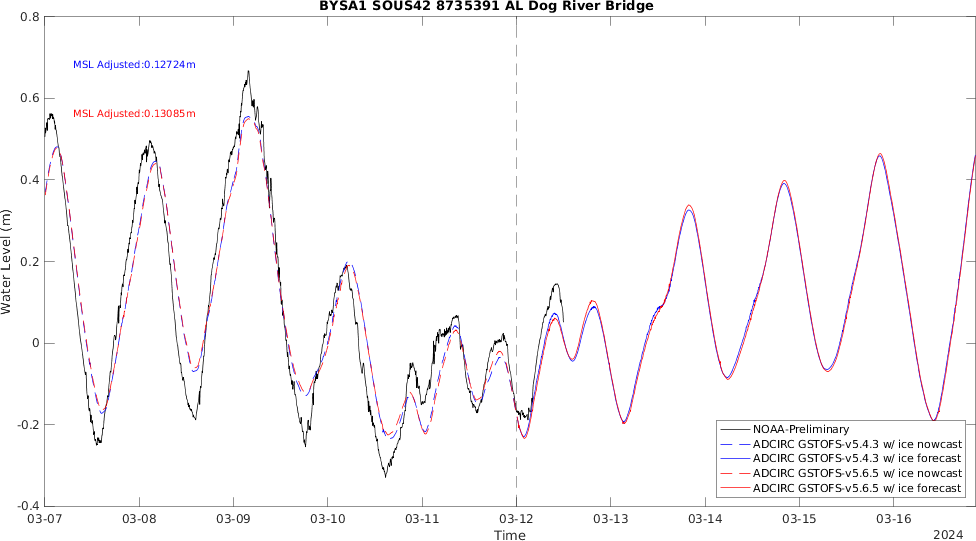 BYSA1 SOUS42 8735391 AL Dog River Bridge
MSL Adjusted:0.12724m
MSL Adjusted:0.13085m
Water Level (m)
0.8
0.6
0.4
0.2
0
-0.2
-0.4
NOAA-Preliminary
ADCIRC GSTOFS-v5.4.3 w/ ice nowcast
ADCIRC GSTOFS-v5.4.3 w/ ice forecast
ADCIRC GSTOFS-v5.6.5 w/ ice nowcast
ADCIRC GSTOFS-v5.6.5 w/ ice forecast
03-07 03-08 03-09 03-10 03-11 03-12 03-13 03-14 03-15 03-16
Time
2024